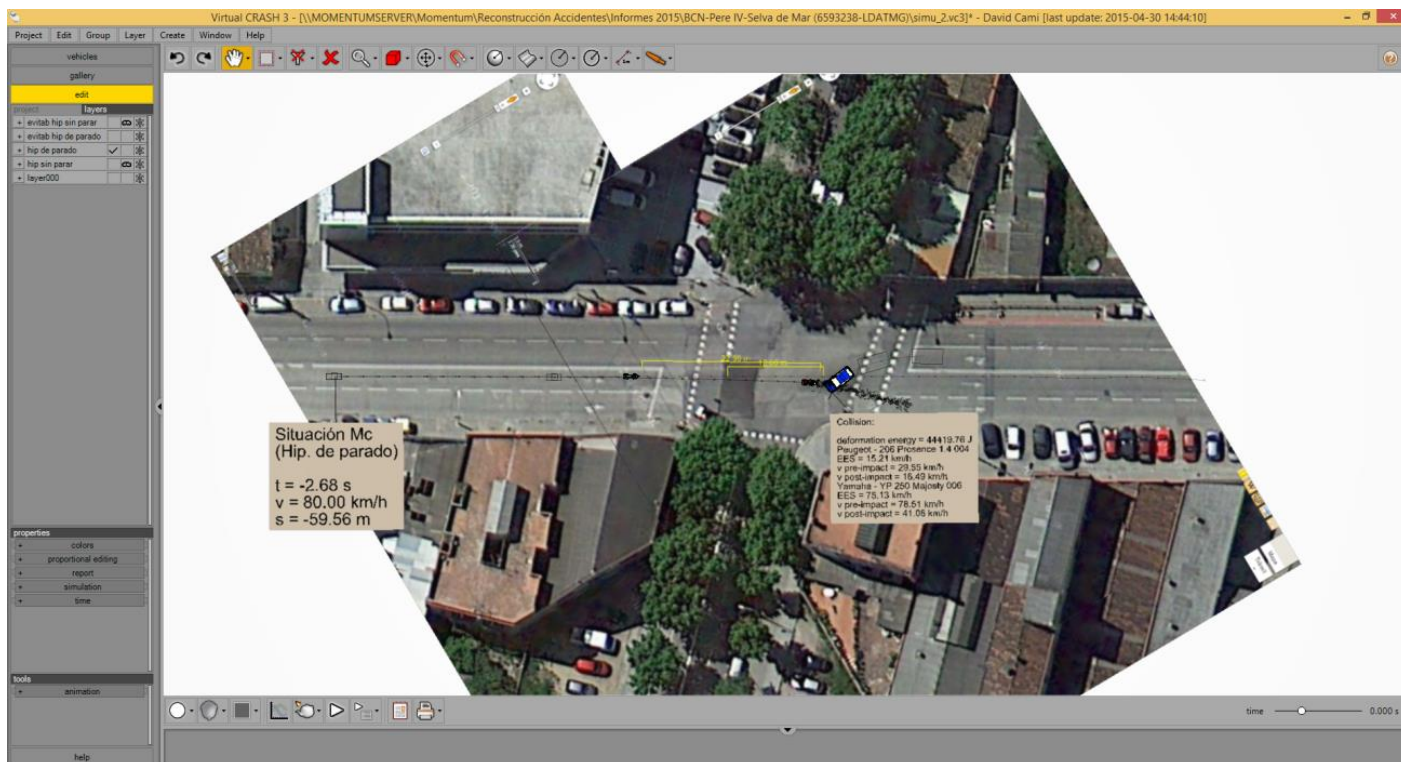 Virtual CRASH 3 - [\\MOMENTUMSERVER\Momentum\Reconstrucción Accidentes\Informes 2015\BCN-Pere IV-Selva de Mar (6593238-LDATMG)\simu_2.vc3]* - David Cami [last update: 2015-04-30 14:44:10]
Project Edit Group Layer Create Window Help
vehicles
gallery
edit
project layers
+ evitab hip sin parar
+ evitab hip de parado
+ hip de parado
+ hip sin parar
+ layer000
Situación Mc
(Hip. de parado)
t = -2.68 s
v = 80.00 km/h
s = -59.56 m
Collision:
deformation energy = 44419.76 J
Peugeot - 206 Presence 1.4 004
EES = 15.21 km/h
v pre-impact = 29.55 km/h
v post-impact = 16.49 km/h
Yamaha - YP 250 Majesty 006
EES = 75.13 km/h
v pre-impact = 78.51 km/h
v post-impact = 41.05 km/h
properties
+ colors
+ proportional editing
+ report
+ simulation
+ time
tools
+ animation
help
time 0.000 s